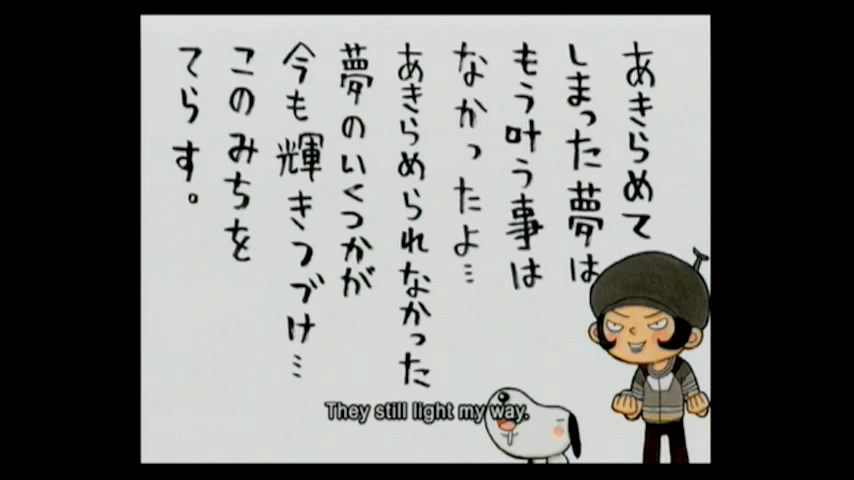 あきらめて
しまった夢は
もう叶う事は
なかったよ…
あきらめられなかった
夢のいくつかが
今も輝きつづけ…
このみちを
てらす。
They still light my way.